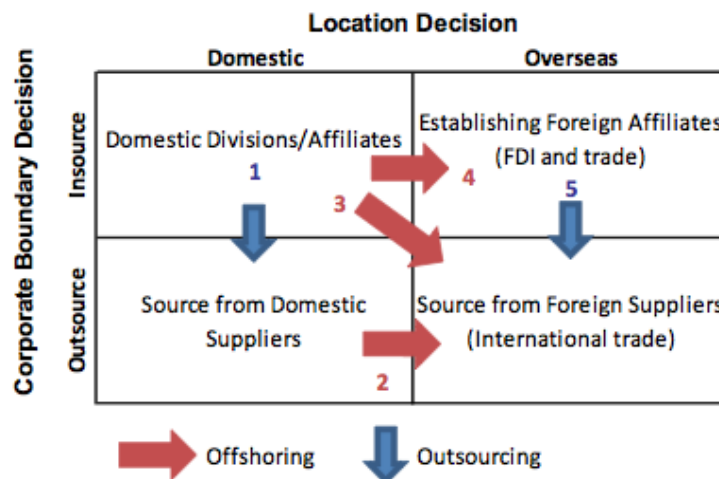 Location Decision
Domestic
Overseas
Corporate Boundary Decision
Insource
Domestic Divisions/Affiliates
1
Establishing Foreign Affiliates
(FDI and trade)
4
5
3
Outsource
Source from Domestic
Suppliers
2
Source from Foreign Suppliers
(International trade)
Offshoring
Outsourcing